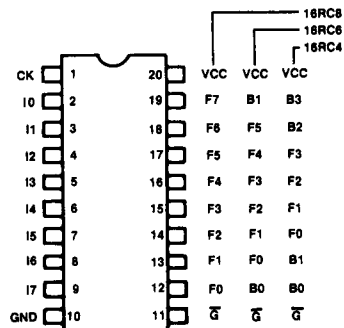 16RC8
16RC6
16RC4
CK 1 20 VCC VCC VCC
I0 2 19 F7 B1 B3
I1 3 18 F6 F5 B2
I2 4 17 F5 F4 F3
I3 5 16 F4 F3 F2
I4 6 15 F3 F2 F1
I5 7 14 F2 F1 F0
I6 8 13 F1 F0 B1
I7 9 12 F0 B0 B0
GND 10 11 G̅ G̅ G̅